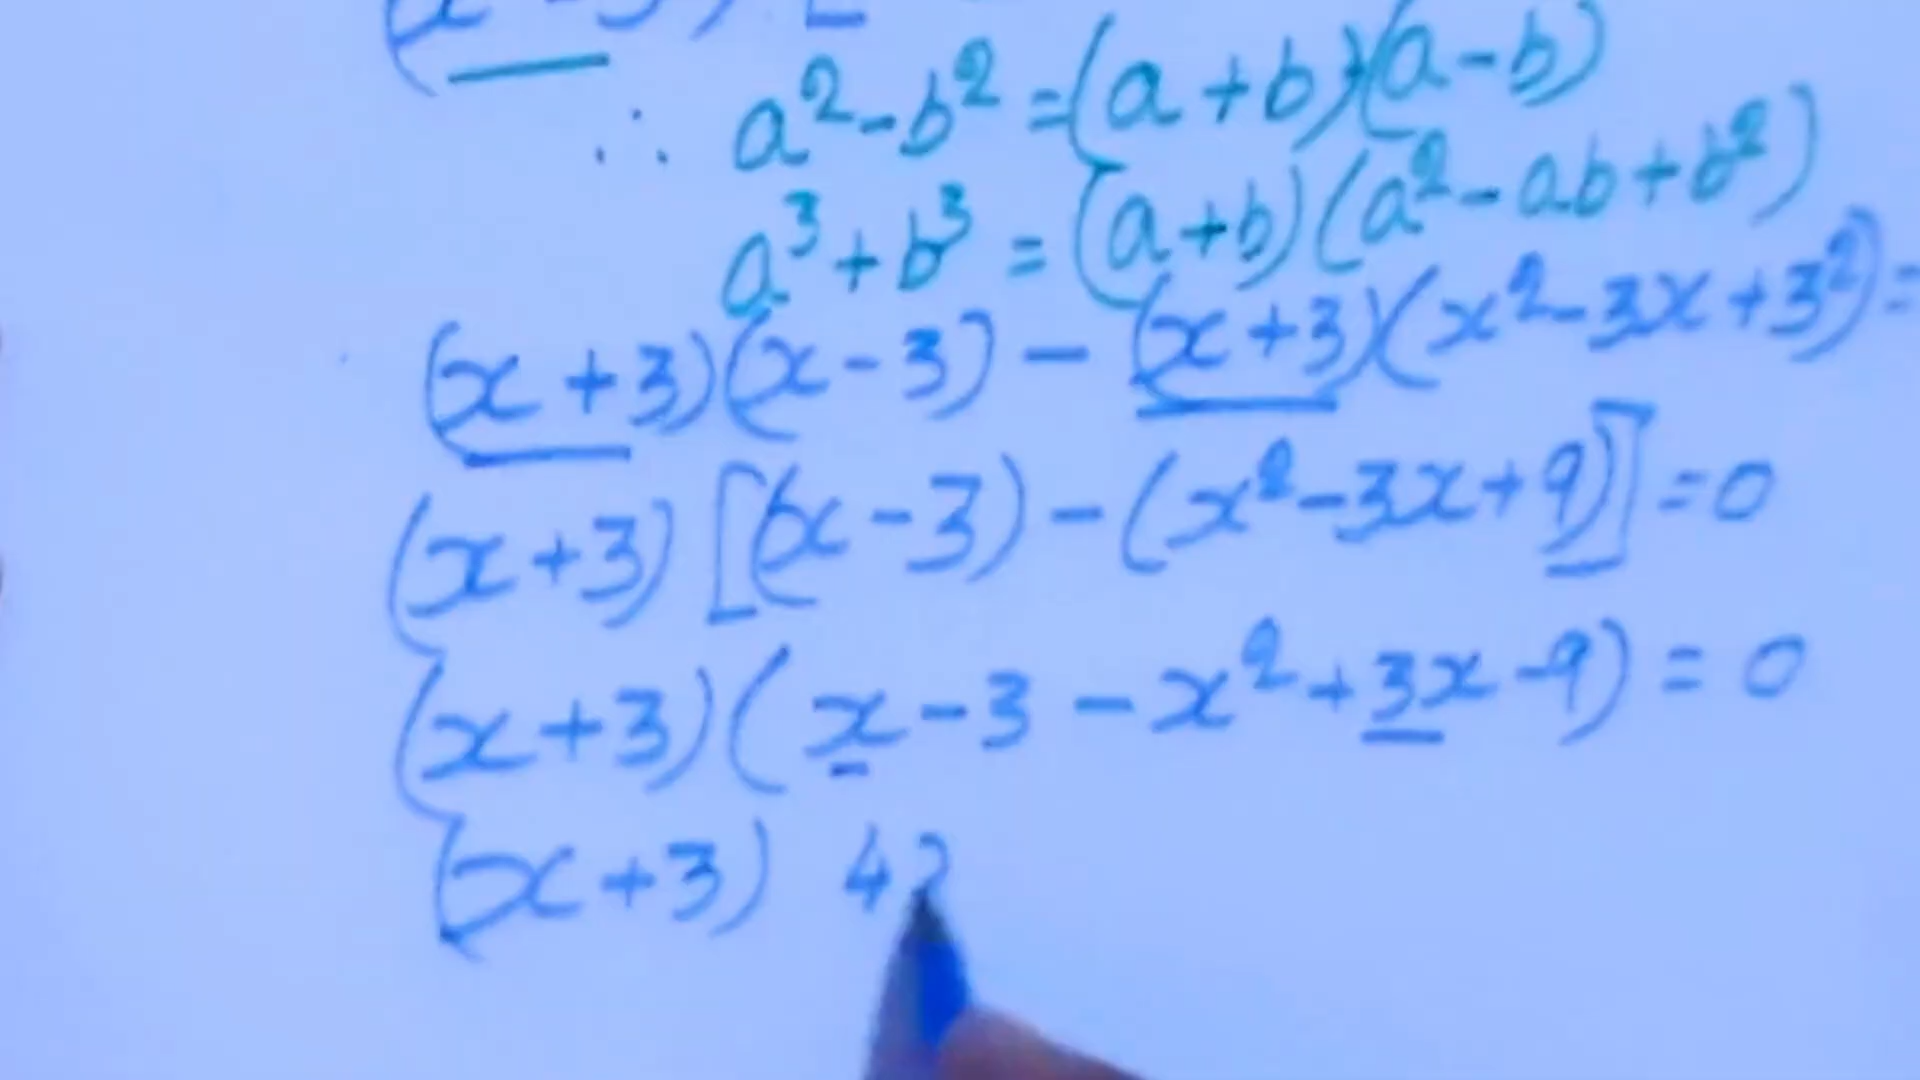 ∴ a²-b²=(a+b)(a-b)
a³+b³=(a+b)(a²-ab+b²)
(x+3)(x-3)-(x+3)(x²-3x+3²)=
(x+3)[(x-3)-(x²-3x+9)]=0
(x+3)(x-3-x²+3x-9)=0
(x+3) 4